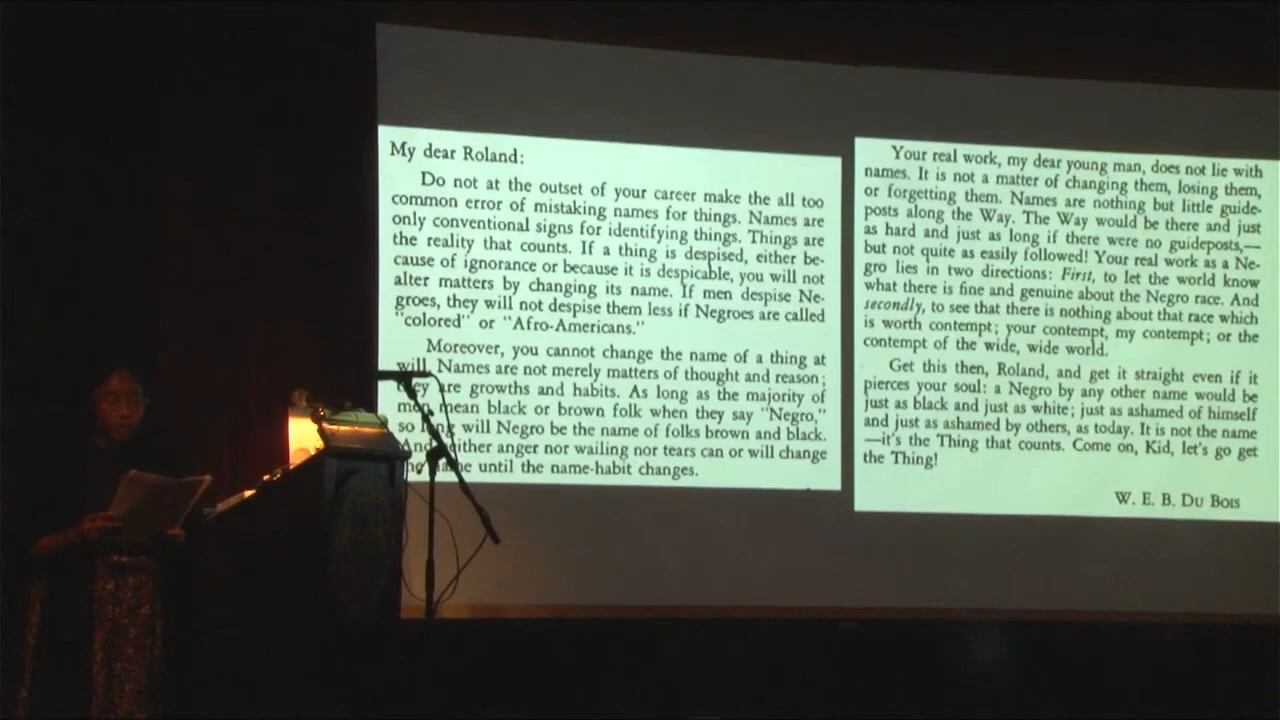 My dear Roland:
Do not at the outset of your career make the all too
common error of mistaking names for things. Names are
only conventional signs for identifying things. Things are
the reality that counts. If a thing is despised, either be-
cause of ignorance or because it is despicable, you will not
alter matters by changing its name. If men despise Ne-
groes, they will not despise them less if Negroes are called
"colored" or "Afro-Americans."
Moreover, you cannot change the name of a thing at
will. Names are not merely matters of thought and reason;
they are growths and habits. As long as the majority of
men mean black or brown folk when they say "Negro,"
so long will Negro be the name of folks brown and black.
And neither anger nor wailing nor tears can or will change
the name until the name-habit changes.
Your real work, my dear young man, does not lie with
names. It is not a matter of changing them, losing them,
or forgetting them. Names are nothing but little guide-
posts along the Way. The Way would be there and just
as hard and just as long if there were no guideposts,—
but not quite as easily followed! Your real work as a Ne-
gro lies in two directions: First, to let the world know
what there is fine and genuine about the Negro race. And
secondly, to see that there is nothing about that race which
is worth contempt; your contempt, my contempt; or the
contempt of the wide, wide world.
Get this then, Roland, and get it straight even if it
pierces your soul: a Negro by any other name would be
just as black and just as white; just as ashamed of himself
and just as ashamed by others, as today. It is not the name
—it's the Thing that counts. Come on, Kid, let's go get
the Thing!
W. E. B. Du Bois